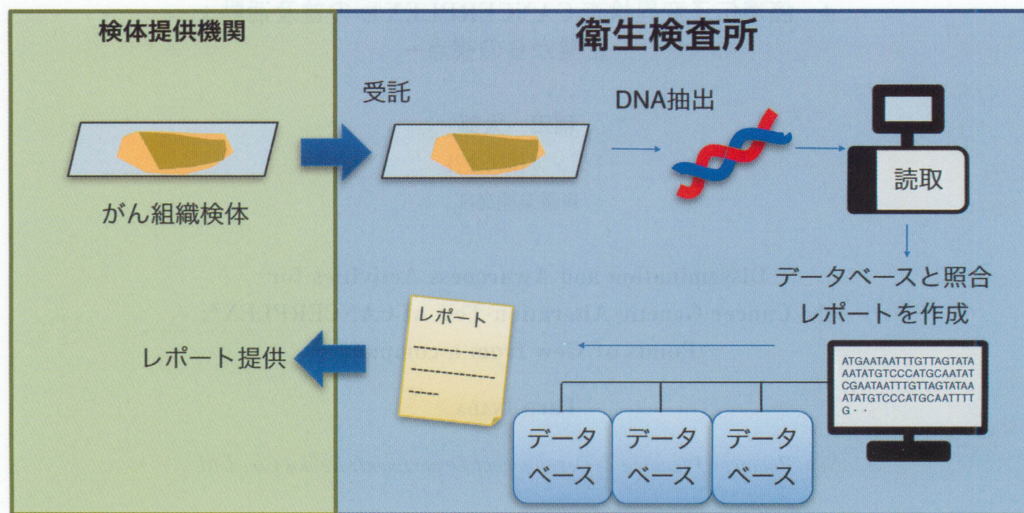 検体提供機関
衛生検査所
受託
DNA抽出
読取
がん組織検体
データベースと照合
レポートを作成
レポート
レポート提供
ATGAATAATTTGTTAGTATA
AATATGTCCCATGCAATAT
CGAATAATTTGTTAGTATAA
ATATGTCCCATGCAATTTT
G・・
データ
ベース
データ
ベース
データ
ベース